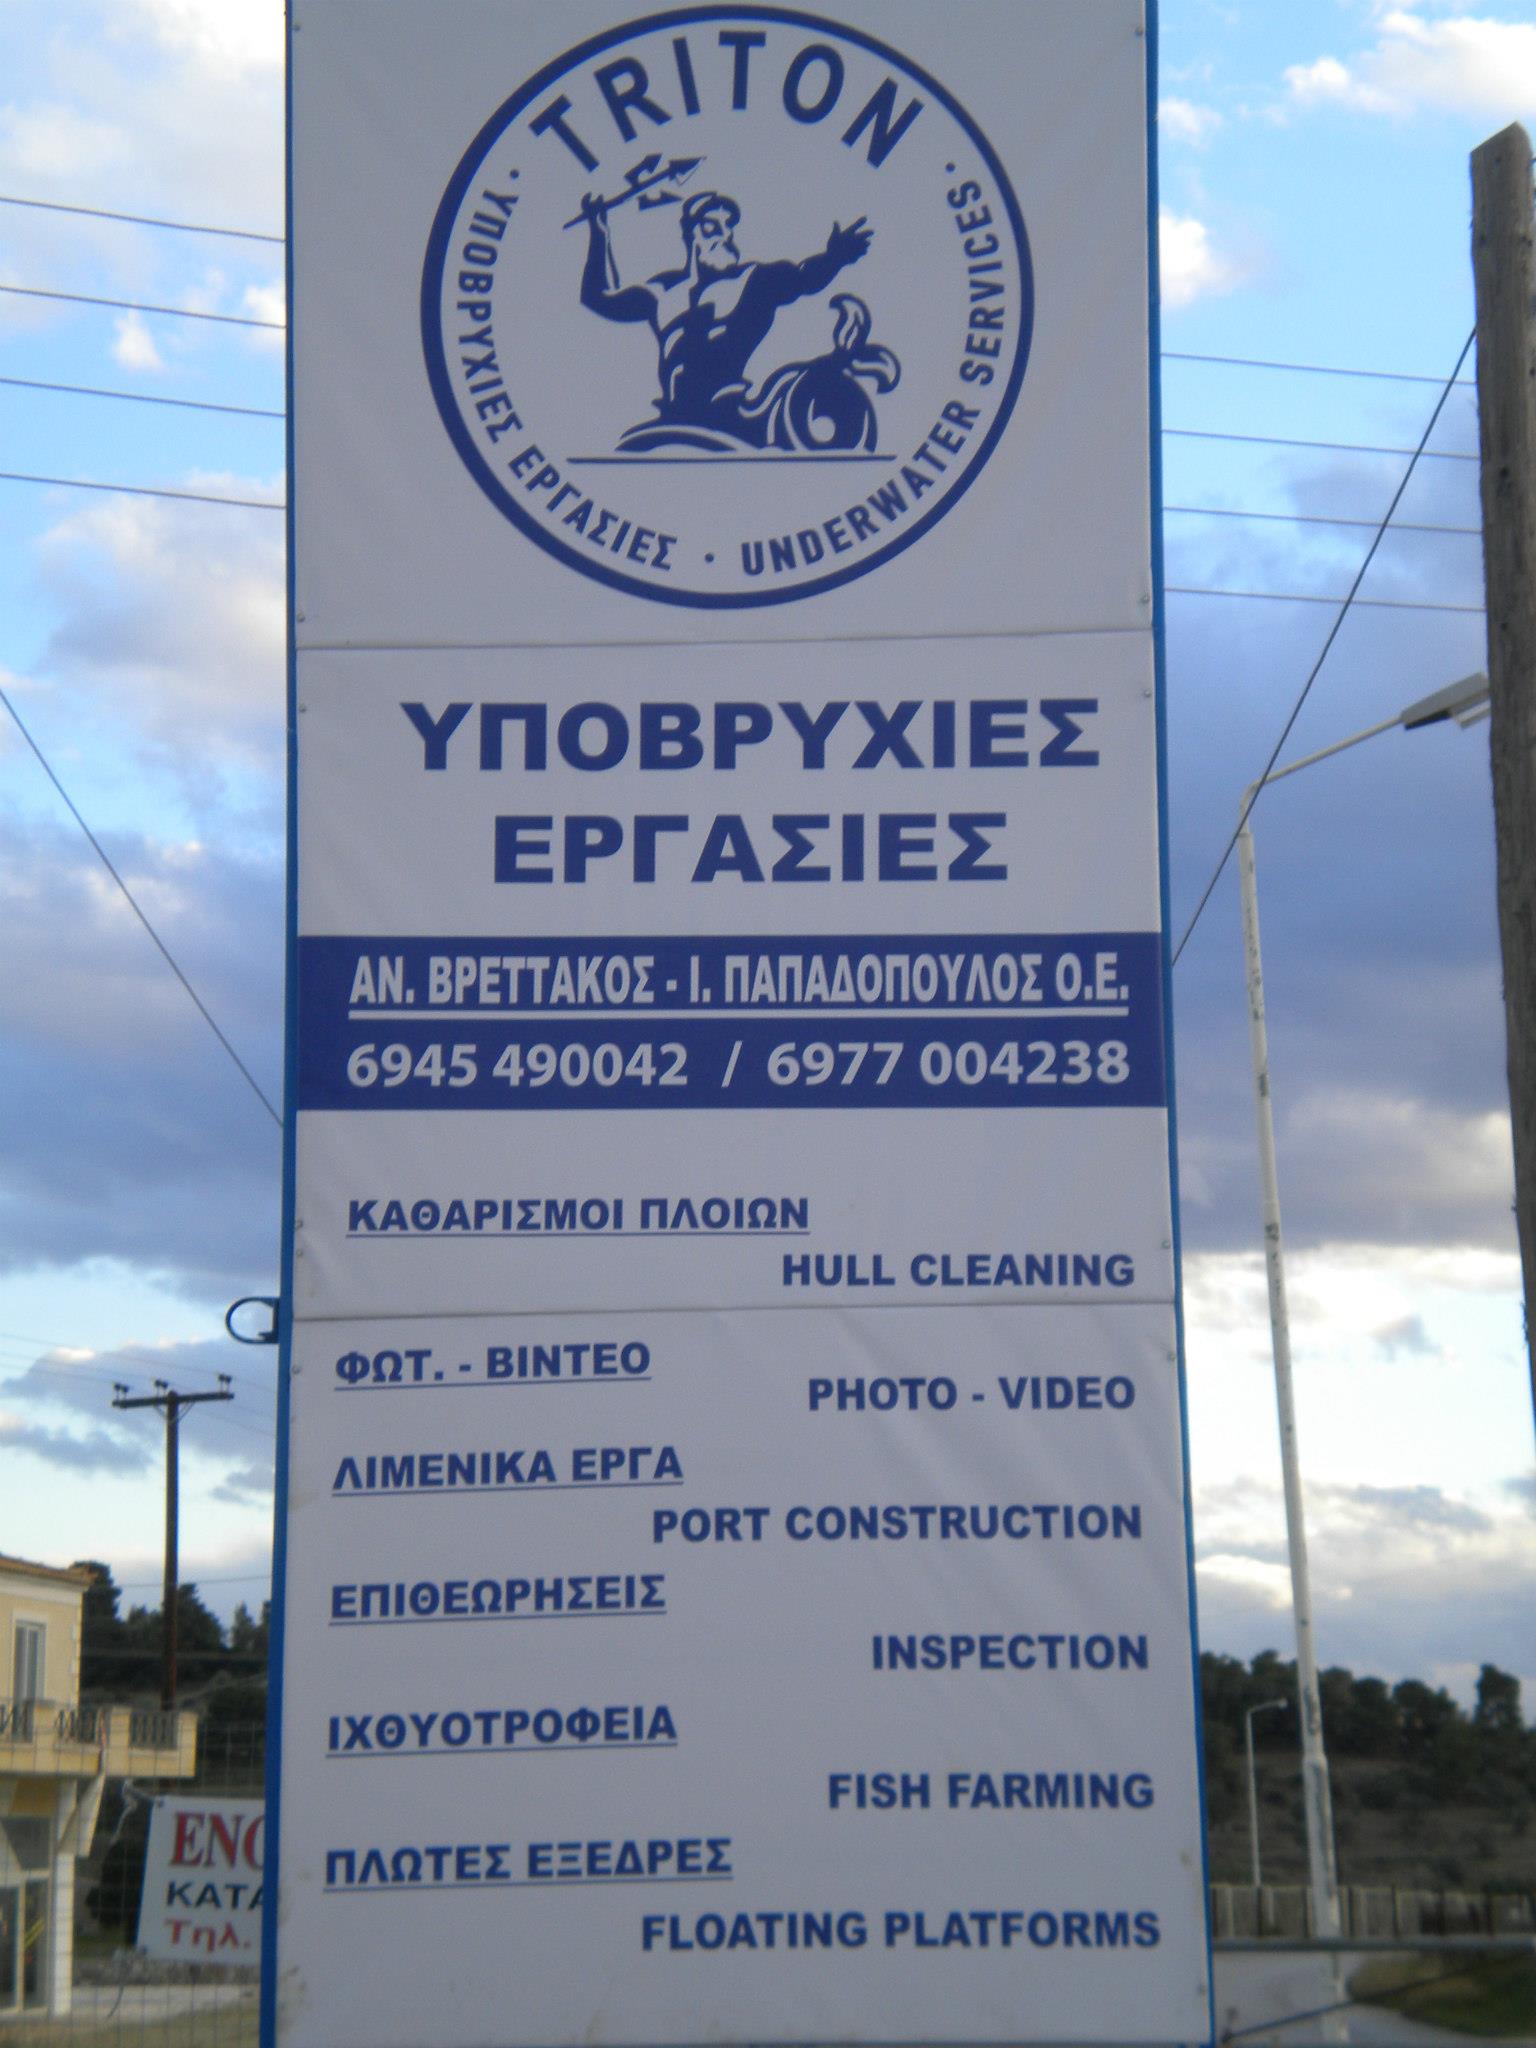 TRITON
· ΥΠΟΒΡΥΧΙΕΣ ΕΡΓΑΣΙΕΣ · UNDERWATER SERVICES ·
ΥΠΟΒΡΥΧΙΕΣ
ΕΡΓΑΣΙΕΣ
ΑΝ. ΒΡΕΤΤΑΚΟΣ - Ι. ΠΑΠΑΔΟΠΟΥΛΟΣ Ο.Ε.
6945 490042 / 6977 004238
ΚΑΘΑΡΙΣΜΟΙ ΠΛΟΙΩΝ
HULL CLEANING
ΦΩΤ. - ΒΙΝΤΕΟ
PHOTO - VIDEO
ΛΙΜΕΝΙΚΑ ΕΡΓΑ
PORT CONSTRUCTION
ΕΠΙΘΕΩΡΗΣΕΙΣ
INSPECTION
ΙΧΘΥΟΤΡΟΦΕΙΑ
FISH FARMING
ΠΛΩΤΕΣ ΕΞΕΔΡΕΣ
FLOATING PLATFORMS
Τηλ.